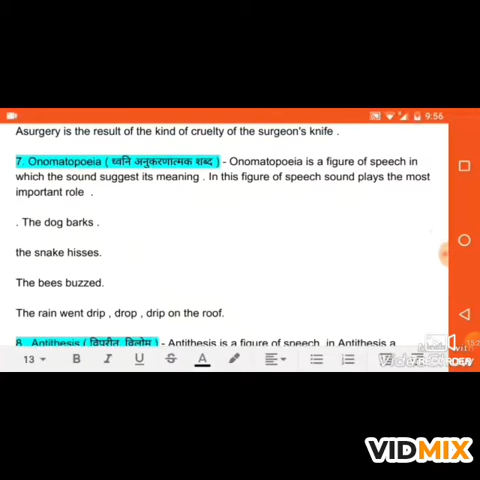 9:56
Asurgery is the result of the kind of cruelty of the surgeon's knife .
7. Onomatopoeia ( ध्वनि अनुकरणात्मक शब्द ) - Onomatopoeia is a figure of speech in
which the sound suggest its meaning . In this figure of speech sound plays the most
important role .
. The dog barks .
the snake hisses.
The bees buzzed.
The rain went drip , drop , drip on the roof.
8. Antithesis ( विपरीत विलोम ) - Antithesis is a figure of speech, in Antithesis a
13 B I U S A
VIDMIX